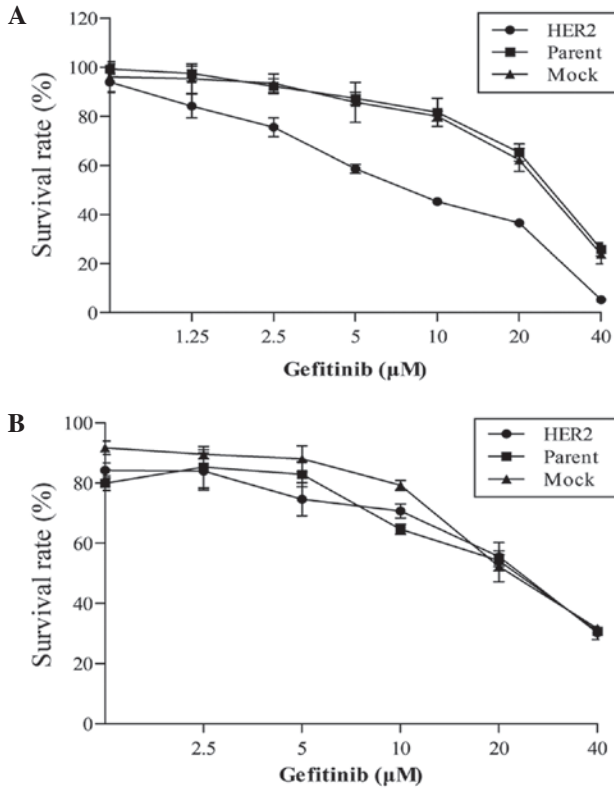 A
120
100
80
60
40
20
0
Survival rate (%)
HER2
Parent
Mock
1.25 2.5 5 10 20 40
Gefitinib (μM)
B
100
80
60
40
60
0
Survival rate (%)
HER2
Parent
Mock
2.5 5 10 20 40
Gefitinib (μM)